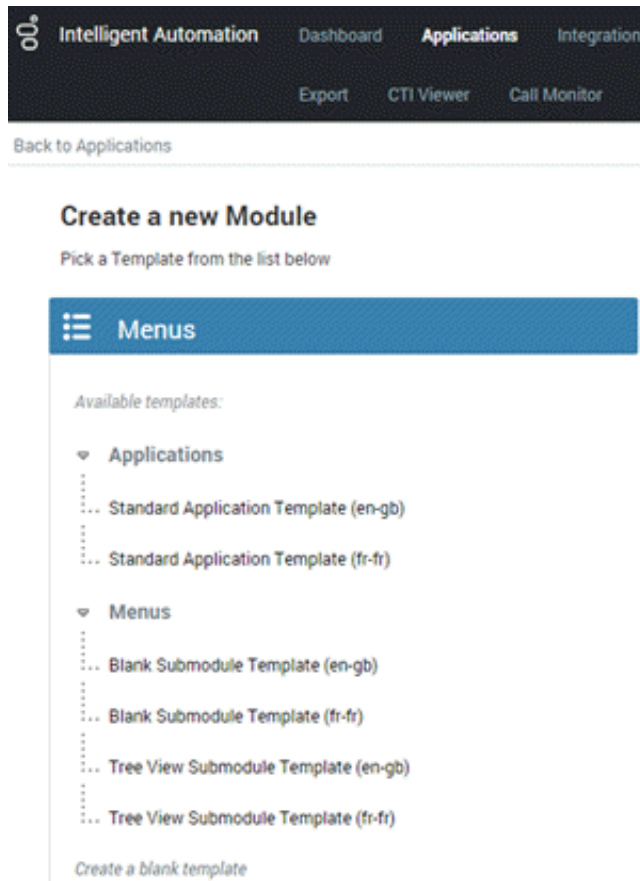 Intelligent Automation Dashboard Applications Integration
Export CTI Viewer Call Monitor
Back to Applications
Create a new Module
Pick a Template from the list below
Menus
Available templates:
Applications
Standard Application Template (en-gb)
Standard Application Template (fr-fr)
Menus
Blank Submodule Template (en-gb)
Blank Submodule Template (fr-fr)
Tree View Submodule Template (en-gb)
Tree View Submodule Template (fr-fr)
Create a blank template